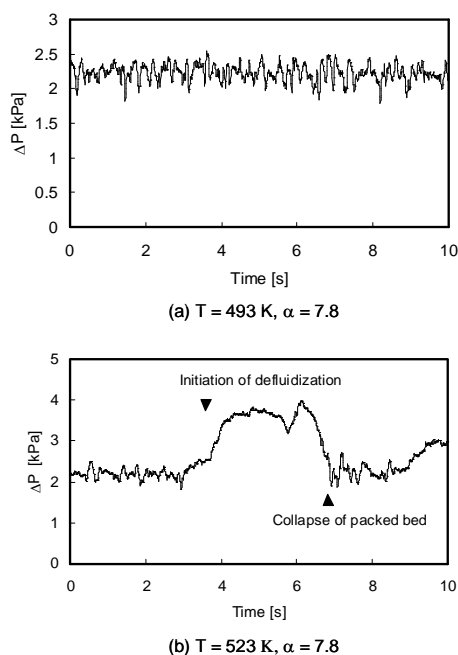 3
2.5
2
1.5
1
0.5
0
ΔP [kPa]
0 2 4 6 8 10
Time [s]
(a) T = 493 K, α = 7.8
5
4
3
2
1
0
ΔP [kPa]
Initiation of defluidization
Collapse of packed bed
0 2 4 6 8 10
Time [s]
(b) T = 523 K, α = 7.8